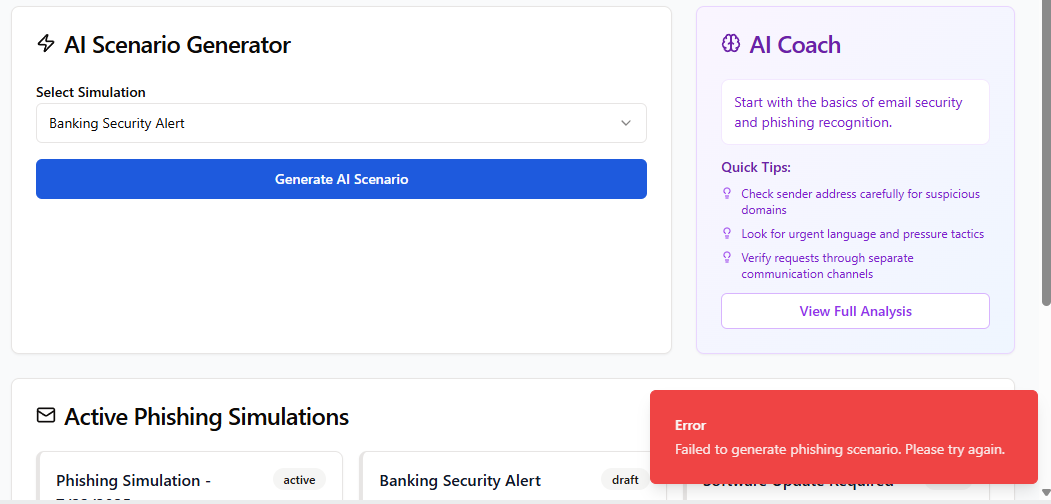 AI Scenario Generator
Select Simulation
Banking Security Alert
Generate AI Scenario
AI Coach
Start with the basics of email security
and phishing recognition.
Quick Tips:
Check sender address carefully for suspicious
domains
Look for urgent language and pressure tactics
Verify requests through separate
communication channels
View Full Analysis
Active Phishing Simulations
Phishing Simulation -
active
Banking Security Alert
draft
Software Update Required
Error
Failed to generate phishing scenario. Please try again.